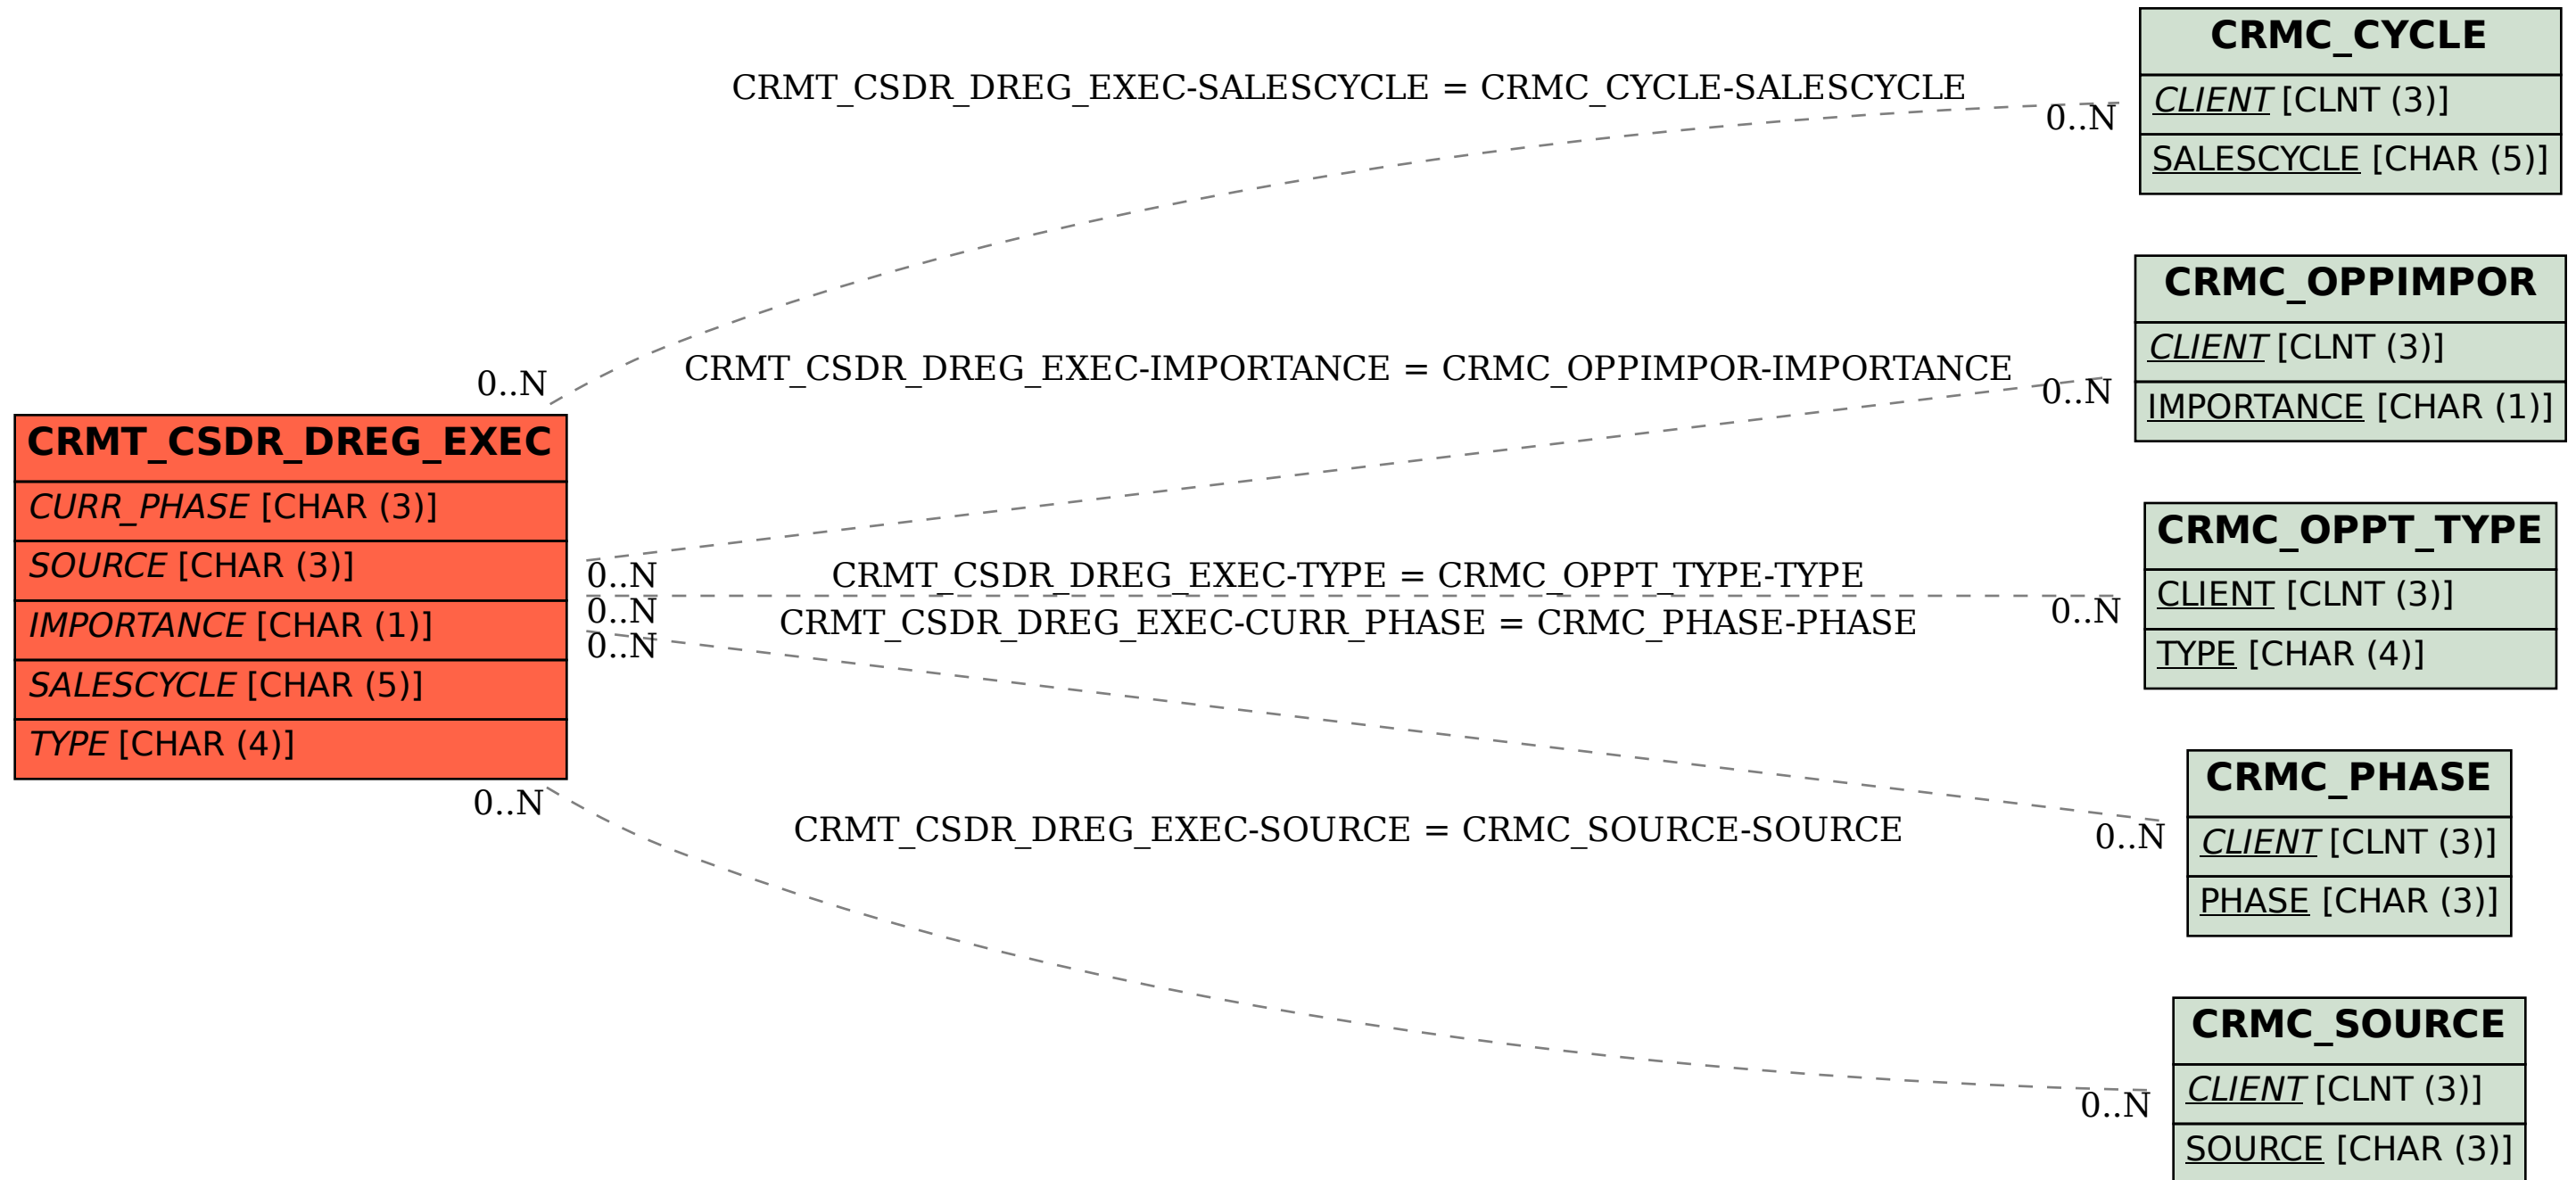 CRMT_CSDR_DREG_EXEC
CURR_PHASE [CHAR (3)]
SOURCE [CHAR (3)]
IMPORTANCE [CHAR (1)]
SALESCYCLE [CHAR (5)]
TYPE [CHAR (4)]
CRMT_CSDR_DREG_EXEC-SALESCYCLE = CRMC_CYCLE-SALESCYCLE
0..N
0..N
CRMT_CSDR_DREG_EXEC-IMPORTANCE = CRMC_OPPIMPOR-IMPORTANCE
0..N
0..N
CRMT_CSDR_DREG_EXEC-TYPE = CRMC_OPPT_TYPE-TYPE
0..N
0..N
CRMT_CSDR_DREG_EXEC-CURR_PHASE = CRMC_PHASE-PHASE
0..N
0..N
CRMT_CSDR_DREG_EXEC-SOURCE = CRMC_SOURCE-SOURCE
0..N
0..N
CRMC_CYCLE
CLIENT [CLNT (3)]
SALESCYCLE [CHAR (5)]
CRMC_OPPIMPOR
CLIENT [CLNT (3)]
IMPORTANCE [CHAR (1)]
CRMC_OPPT_TYPE
CLIENT [CLNT (3)]
TYPE [CHAR (4)]
CRMC_PHASE
CLIENT [CLNT (3)]
PHASE [CHAR (3)]
CRMC_SOURCE
CLIENT [CLNT (3)]
SOURCE [CHAR (3)]